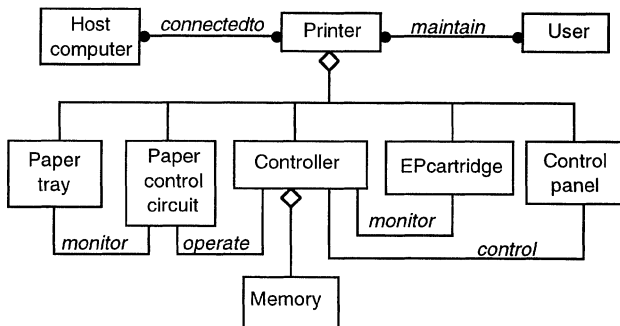 Host
computer
connectedto
Printer
maintain
User
Paper
tray
Paper
control
circuit
Controller
EPcartridge
Control
panel
monitor
operate
monitor
control
Memory